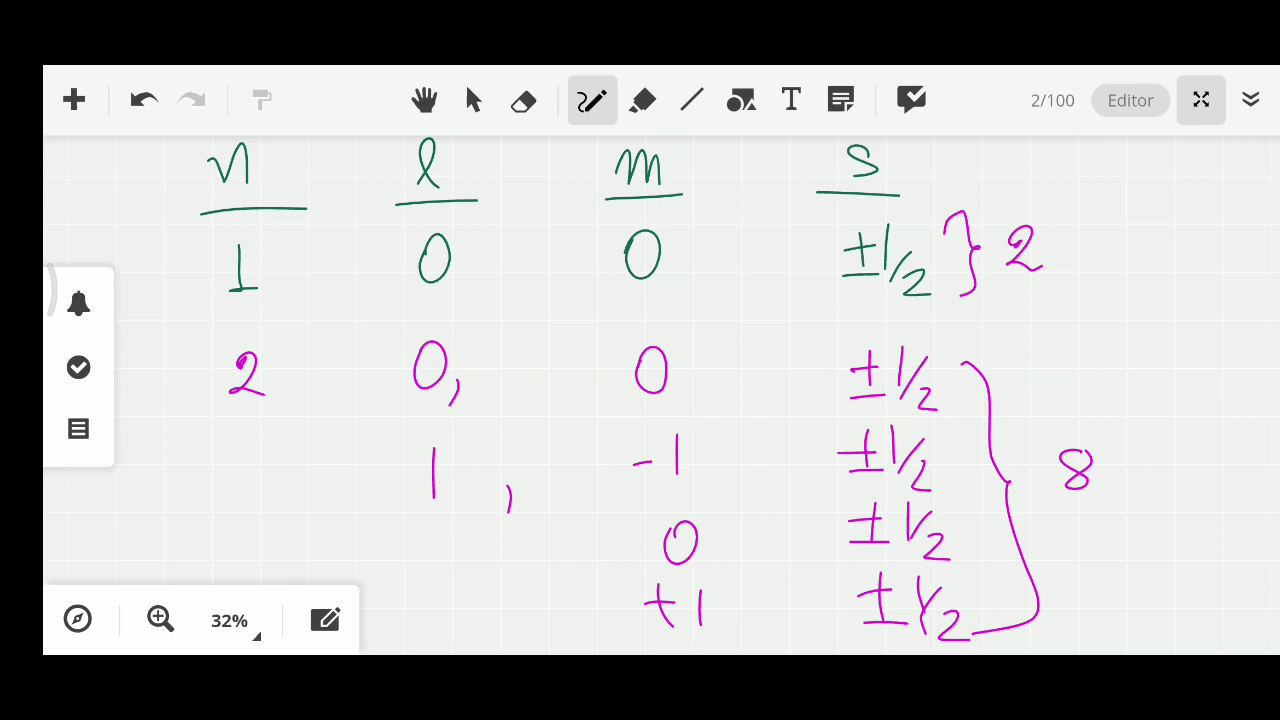 2/100 Editor
n l m s
1 0 0 ±1/2 } 2
2 0, 0 ±1/2
1, -1 ±1/2
8
0 ±1/2
+1 ±1/2
32%